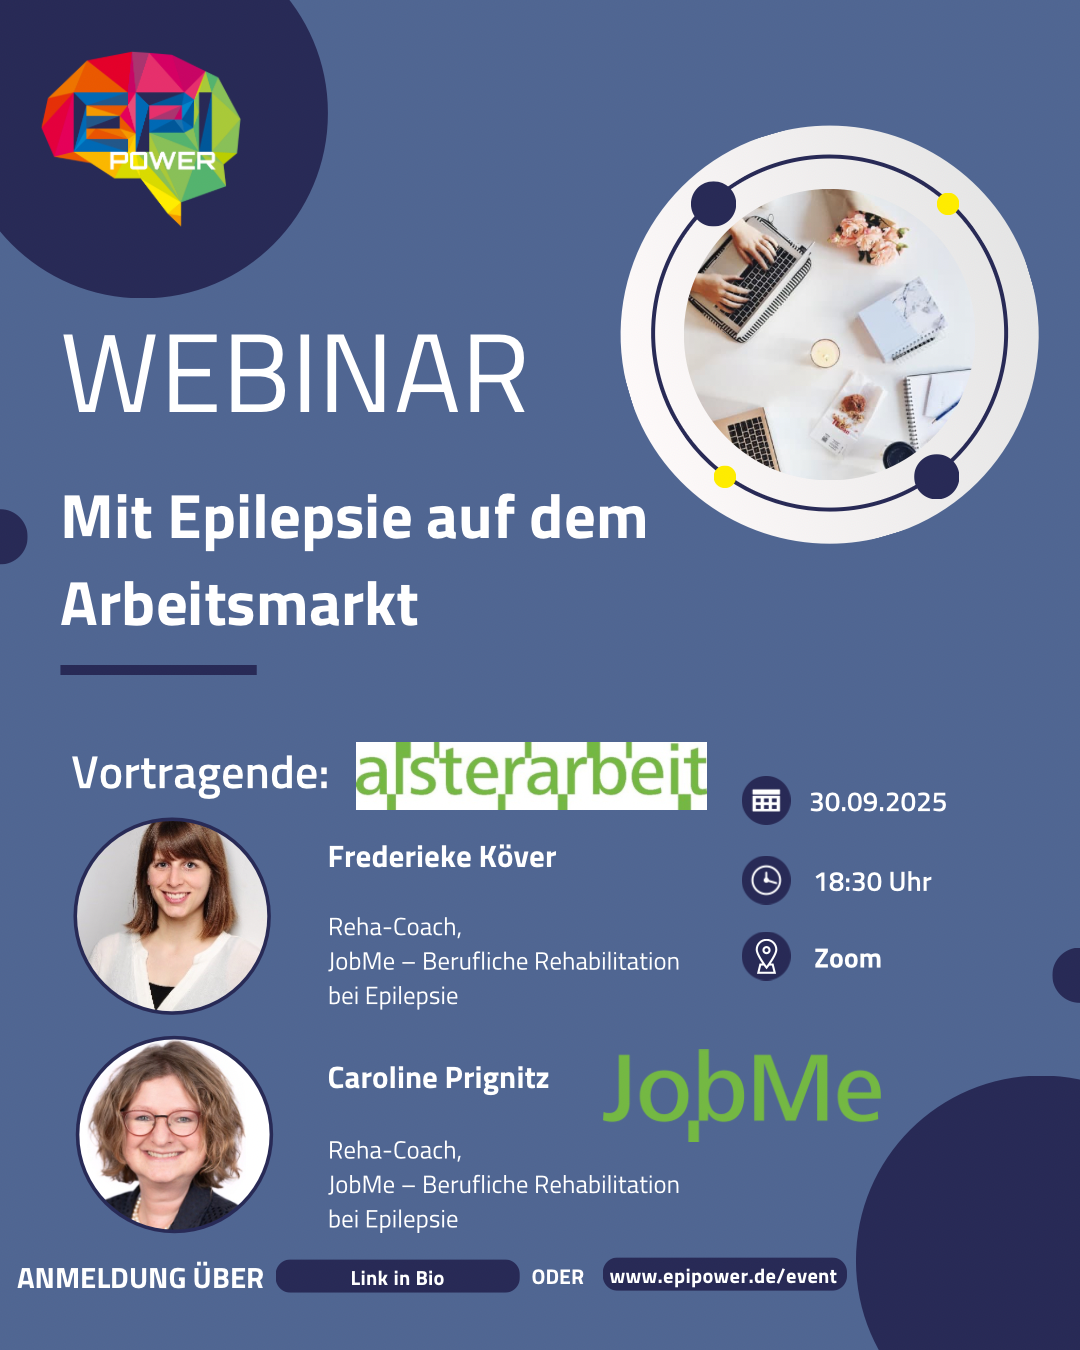 EPI
POWER
WEBINAR
Mit Epilepsie auf dem
Arbeitsmarkt
Vortragende:
alsterarbeit
30.09.2025
Frederieke Köver
18:30 Uhr
Reha-Coach,
JobMe – Berufliche Rehabilitation
bei Epilepsie
Zoom
Caroline Prignitz
JobMe
Reha-Coach,
JobMe – Berufliche Rehabilitation
bei Epilepsie
ANMELDUNG ÜBER
Link in Bio
ODER
www.epipower.de/event